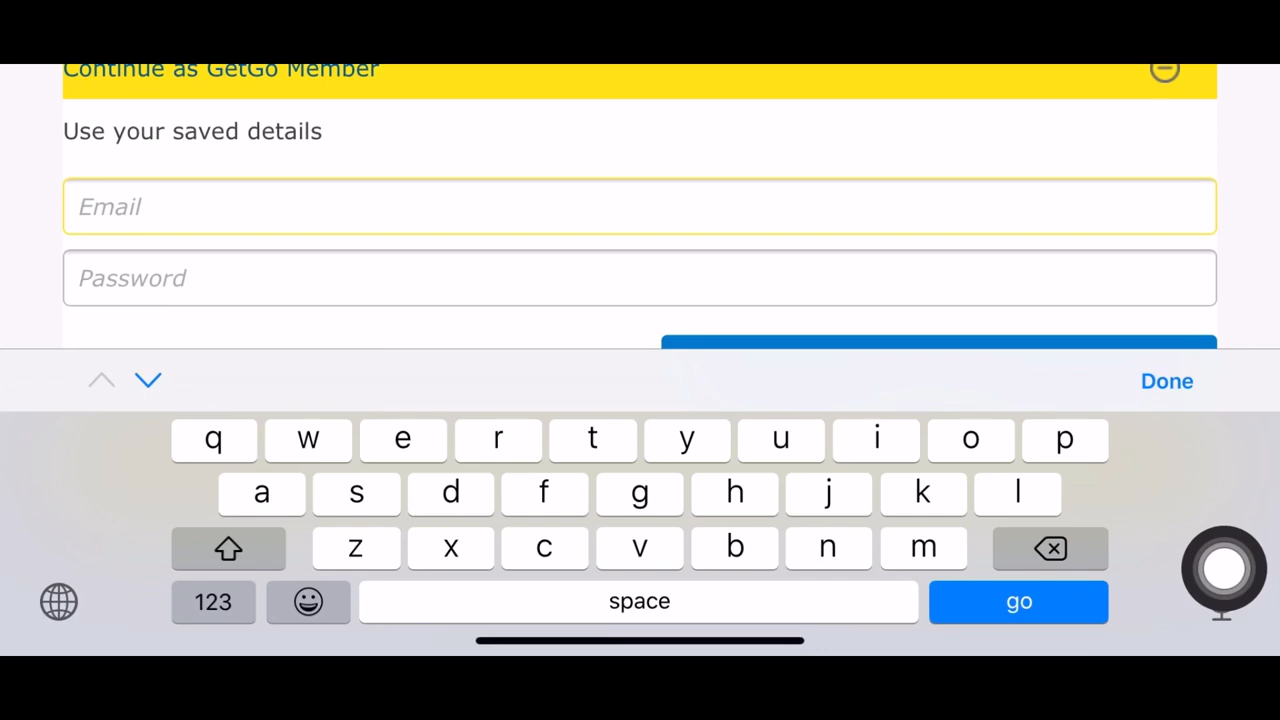 Continue as GetGo Member
Use your saved details
Email
Password
Done
q w e r t y u i o p
a s d f g h j k l
z x c v b n m
123 space go